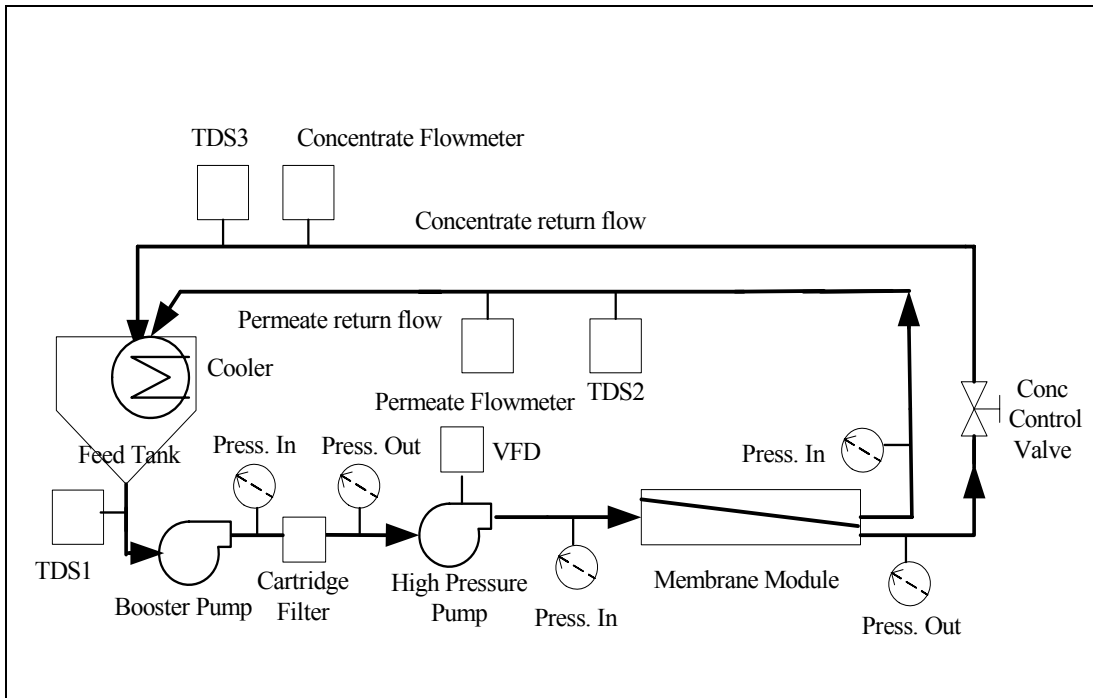 TDS3
Concentrate Flowmeter
Concentrate return flow
Permeate return flow
Cooler
Permeate Flowmeter
TDS2
Conc
Control
Valve
Feed Tank
Press. In
Press. Out
VFD
Press. In
TDS1
Booster Pump
Cartridge
Filter
High Pressure
Pump
Press. In
Membrane Module
Press. Out